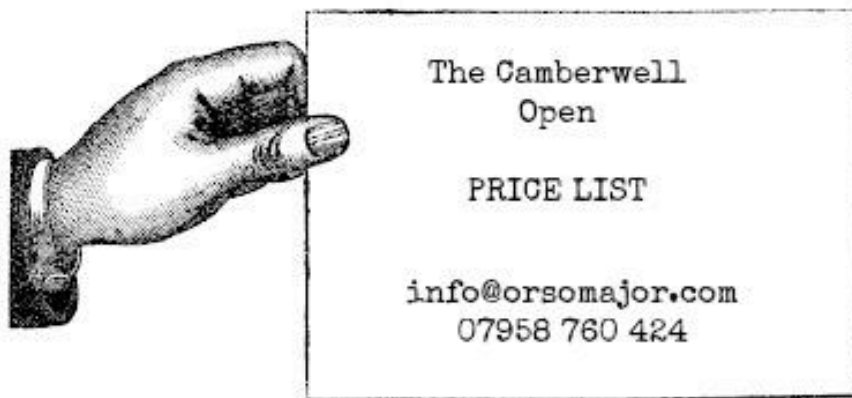 The Camberwell
Open
PRICE LIST
info@orsomajor.com
07958 760 424